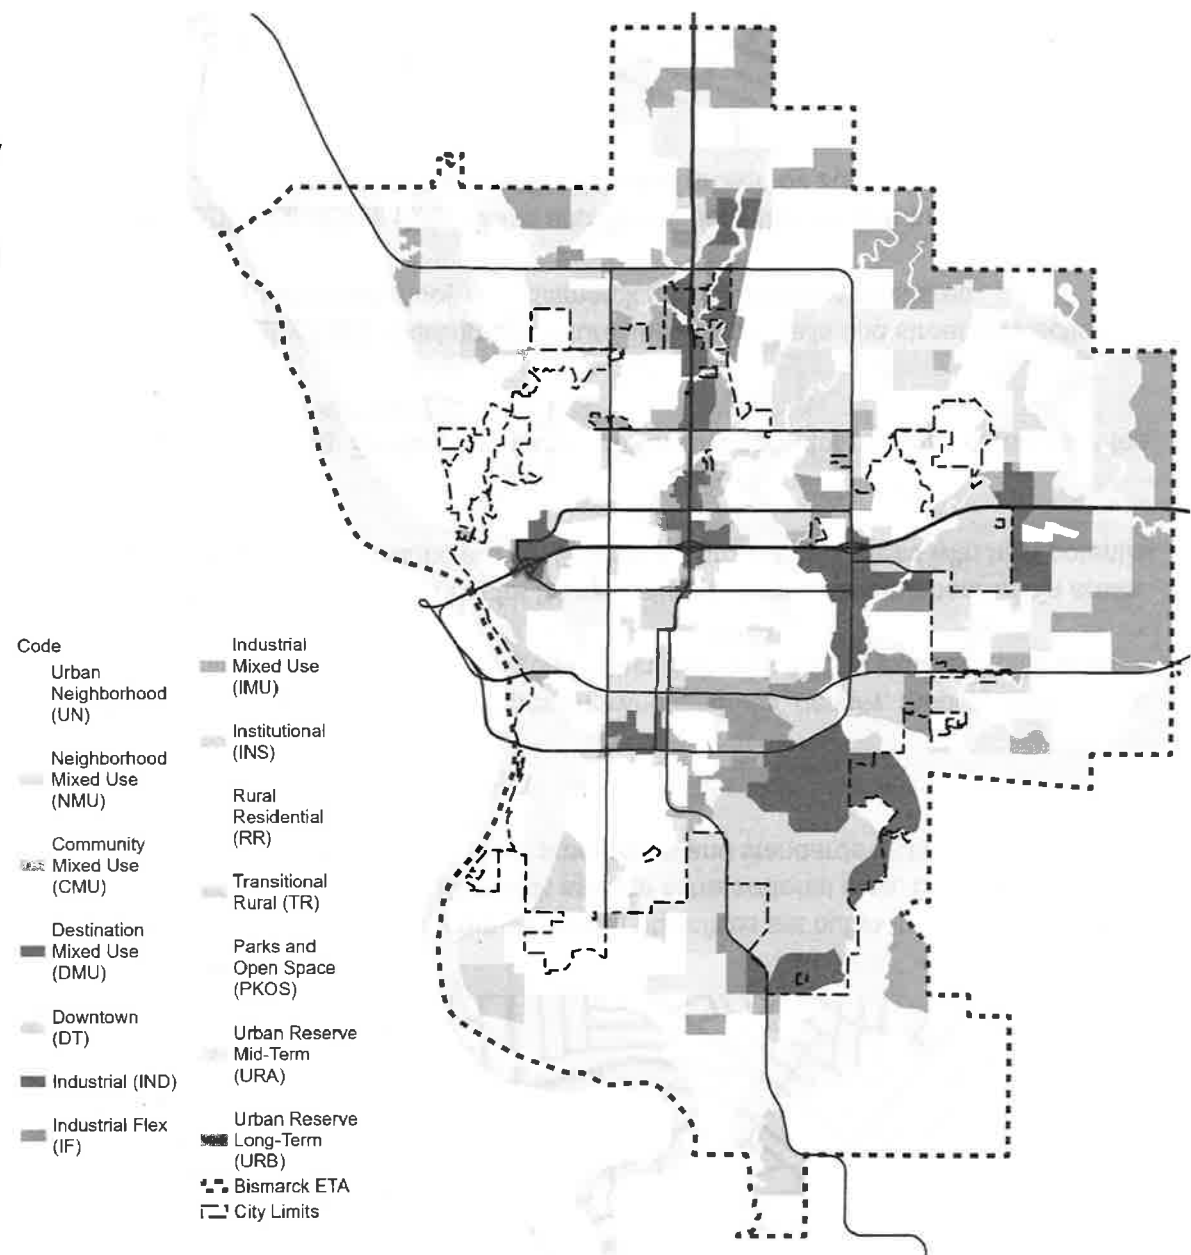 Code
Urban
Neighborhood
(UN)
Neighborhood
Mixed Use
(NMU)
Community
Mixed Use
(CMU)
Destination
Mixed Use
(DMU)
Downtown
(DT)
Industrial (IND)
Industrial Flex
(IF)
Industrial
Mixed Use
(IMU)
Institutional
(INS)
Rural
Residential
(RR)
Transitional
Rural (TR)
Parks and
Open Space
(PKOS)
Urban Reserve
Mid-Term
(URA)
Urban Reserve
Long-Term
(URB)
Bismarck ETA
City Limits